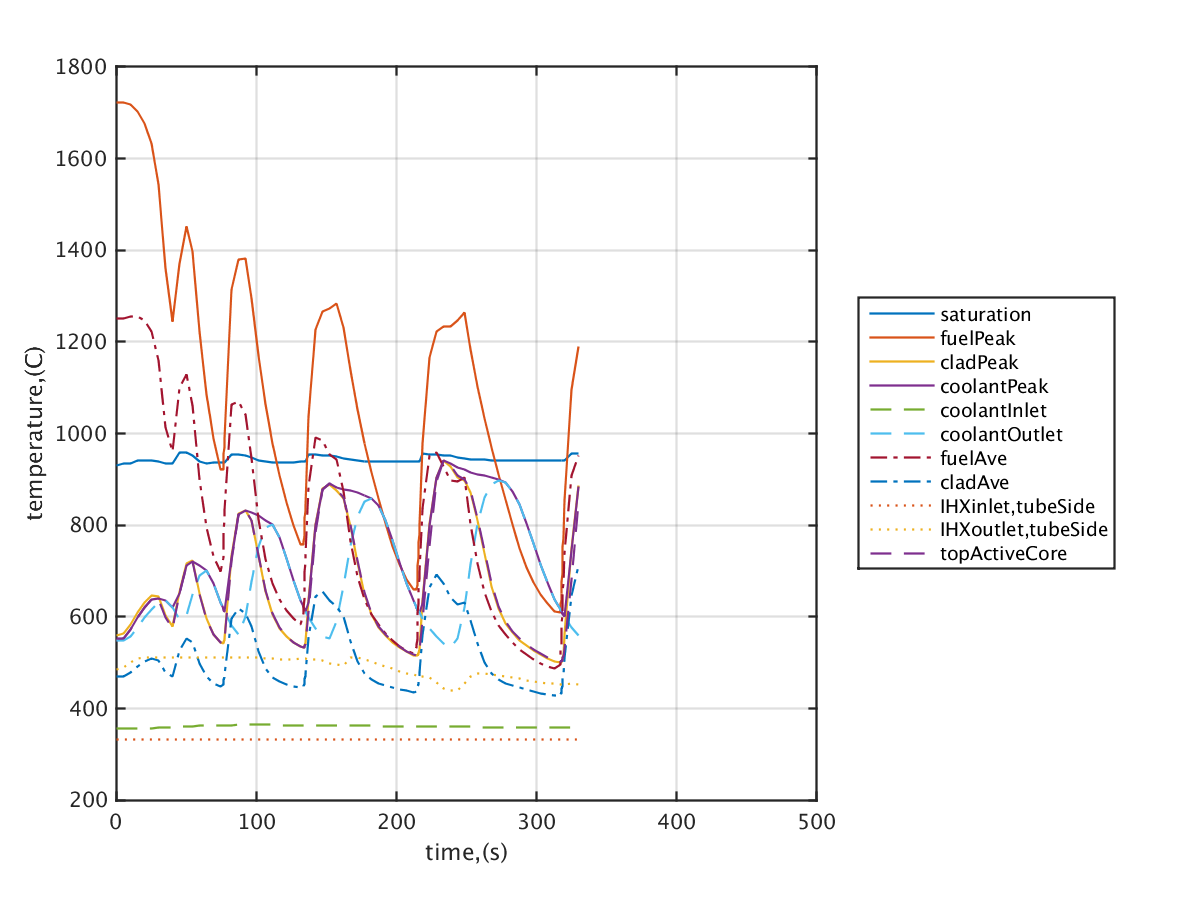 1800
1600
1400
1200
1000
800
600
400
200
0
100
200
300
400
500
temperature,(C)
time,(s)
saturation
fuelPeak
cladPeak
coolantPeak
coolantInlet
coolantOutlet
fuelAve
cladAve
IHXinlet,tubeSide
IHXoutlet,tubeSide
topActiveCore